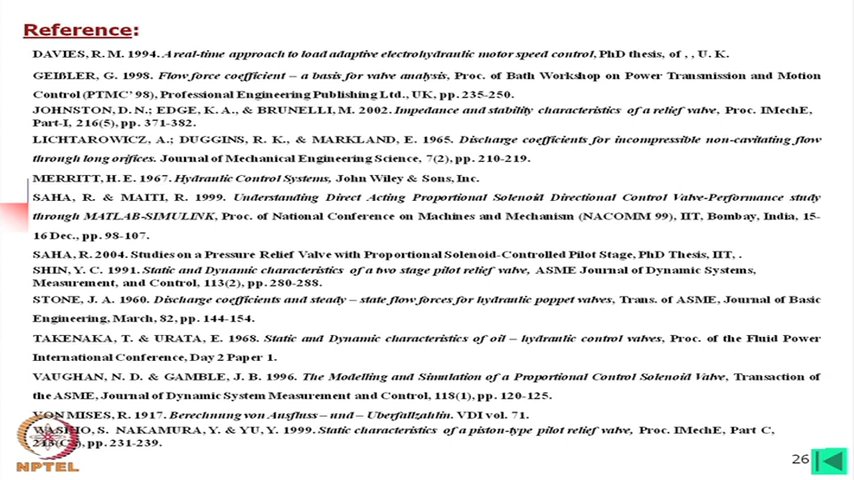 Reference:
DAVIES, R. M. 1994. A real-time approach to load adaptive electrohydraulic motor speed control, PhD thesis, of , , U. K.
GEIßLER, G. 1998. Flow force coefficient – a basis for valve analysis, Proc. of Bath Workshop on Power Transmission and Motion
Control (PTMC' 98), Professional Engineering Publishing Ltd., UK, pp. 235-250.
JOHNSTON, D. N.; EDGE, K. A., & BRUNELLI, M. 2002. Impedance and stability characteristics of a relief valve, Proc. IMechE,
Part-I, 216(5), pp. 371-382.
LICHTAROWICZ, A.; DUGGINS, R. K., & MARKLAND, E. 1965. Discharge coefficients for incompressible non-cavitating flow
through long orifices. Journal of Mechanical Engineering Science, 7(2), pp. 210-219.
MERRITT, H. E. 1967. Hydraulic Control Systems, John Wiley & Sons, Inc.
SAHA, R. & MAITI, R. 1999. Understanding Direct Acting Proportional Solenoid Directional Control Valve-Performance study
through MATLAB-SIMULINK, Proc. of National Conference on Machines and Mechanism (NACOMM 99), IIT, Bombay, India, 15-
16 Dec., pp. 98-107.
SAHA, R. 2004. Studies on a Pressure Relief Valve with Proportional Solenoid-Controlled Pilot Stage, PhD Thesis, IIT, .
SHIN, Y. C. 1991. Static and Dynamic characteristics of a two stage pilot relief valve, ASME Journal of Dynamic Systems,
Measurement, and Control, 113(2), pp. 280-288.
STONE, J. A. 1960. Discharge coefficients and steady – state flow forces for hydraulic poppet valves, Trans. of ASME, Journal of Basic
Engineering, March, 82, pp. 144-154.
TAKENAKA, T. & URATA, E. 1968. Static and Dynamic characteristics of oil – hydraulic control valves, Proc. of the Fluid Power
International Conference, Day 2 Paper 1.
VAUGHAN, N. D. & GAMBLE, J. B. 1996. The Modelling and Simulation of a Proportional Control Solenoid Valve, Transaction of
the ASME, Journal of Dynamic System Measurement and Control, 118(1), pp. 120-125.
VON MISES, R. 1917. Berechnung von Ausfluss – und – Uberfallzahlin. VDI vol. 71.
S. NAKAMURA, Y. & YU, Y. 1999. Static characteristics of a piston-type pilot relief valve, Proc. IMechE, Part C,
pp. 231-239.
NPTEL
26